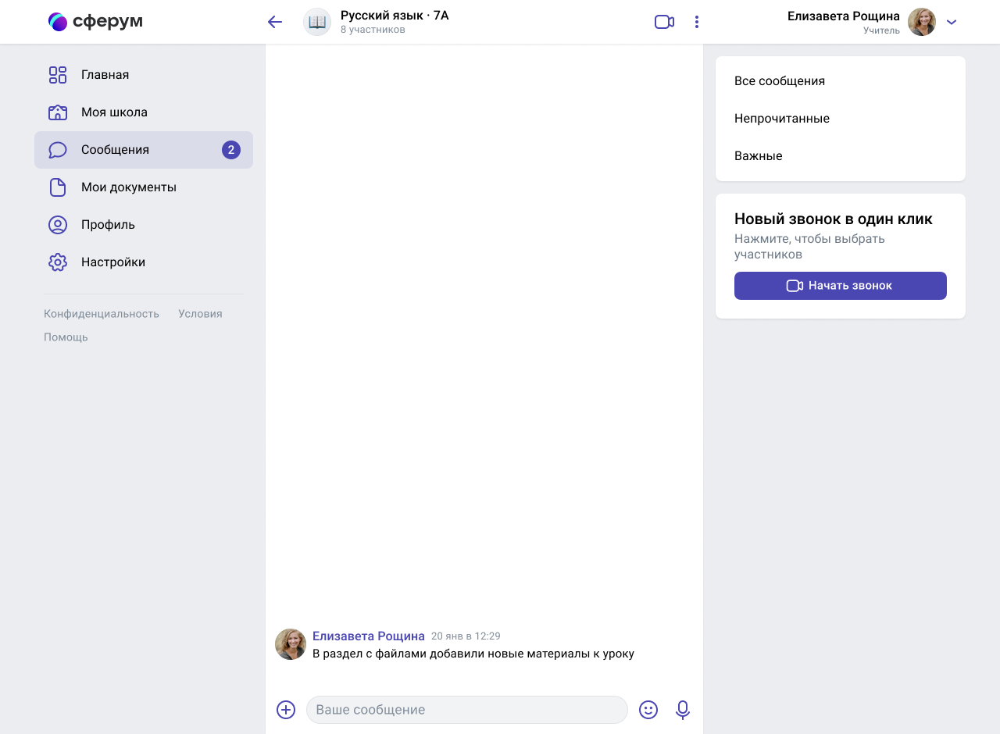 сферум
Русский язык · 7А
8 участников
Елизавета Рощина
Учитель
Главная
Моя школа
Сообщения 2
Мои документы
Профиль
Настройки
Конфиденциальность Условия
Помощь
Елизавета Рощина 20 янв в 12:29
В раздел с файлами добавили новые материалы к уроку
Ваше сообщение
Все сообщения
Непрочитанные
Важные
Новый звонок в один клик
Нажмите, чтобы выбрать
участников
Начать звонок